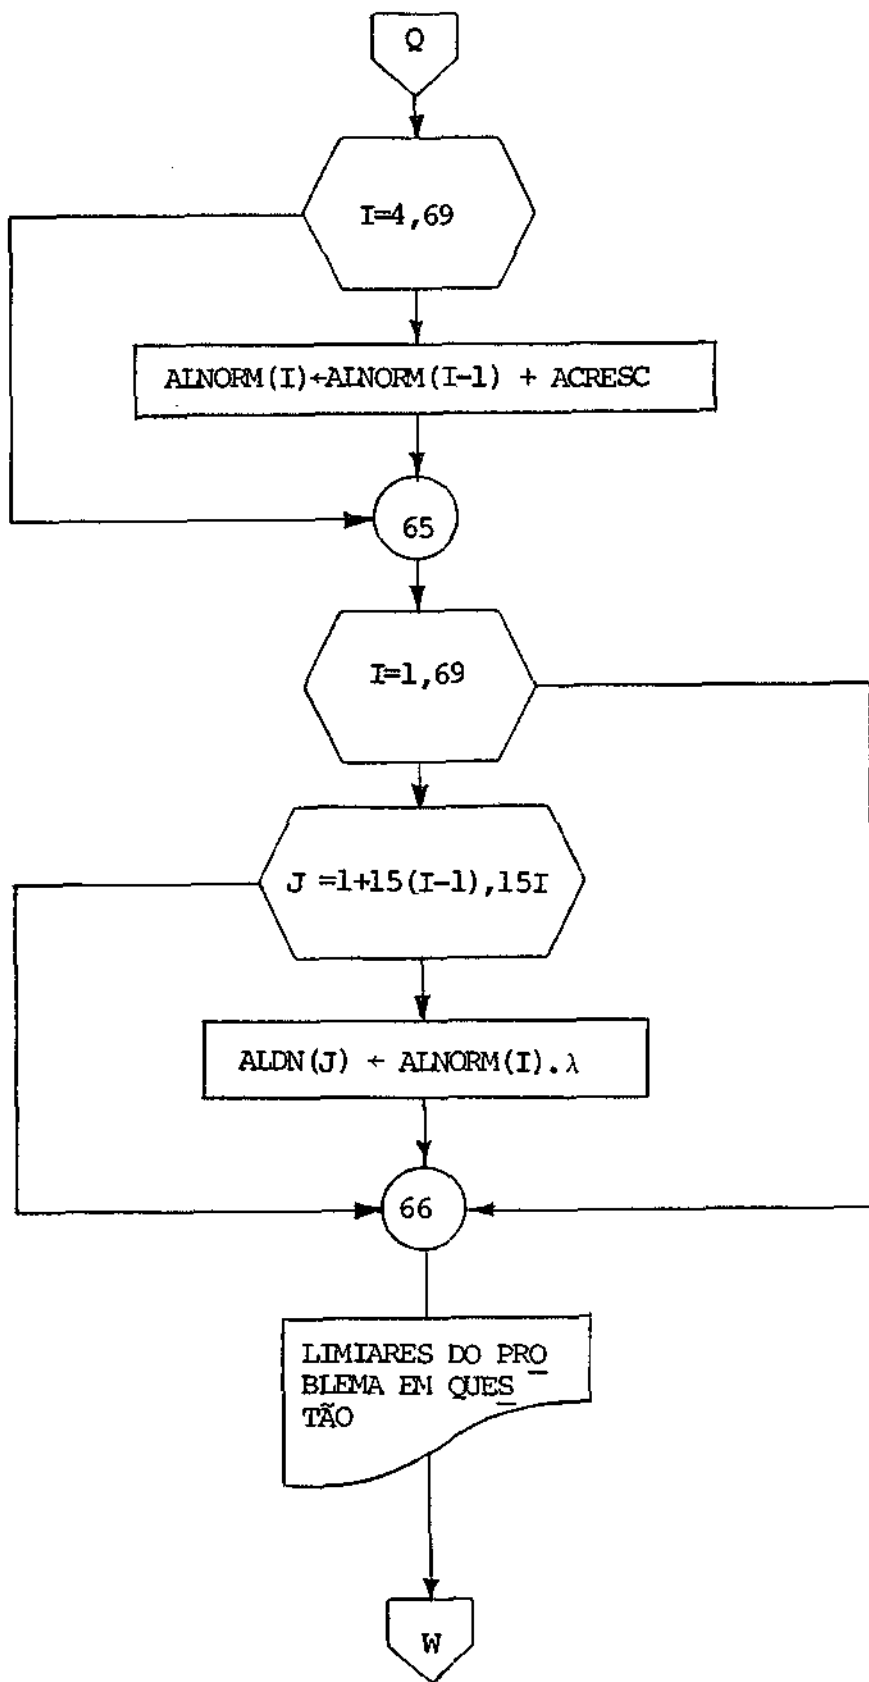 Q
I=4,69
ALNORM(I)←ALNORM(I-1) + ACRESC
65
I=1,69
J =1+15(I-1),15I
ALDN(J) ← ALNORM(I).λ
66
LIMIARES DO PRO
BLEMA EM QUES
TÃO
W